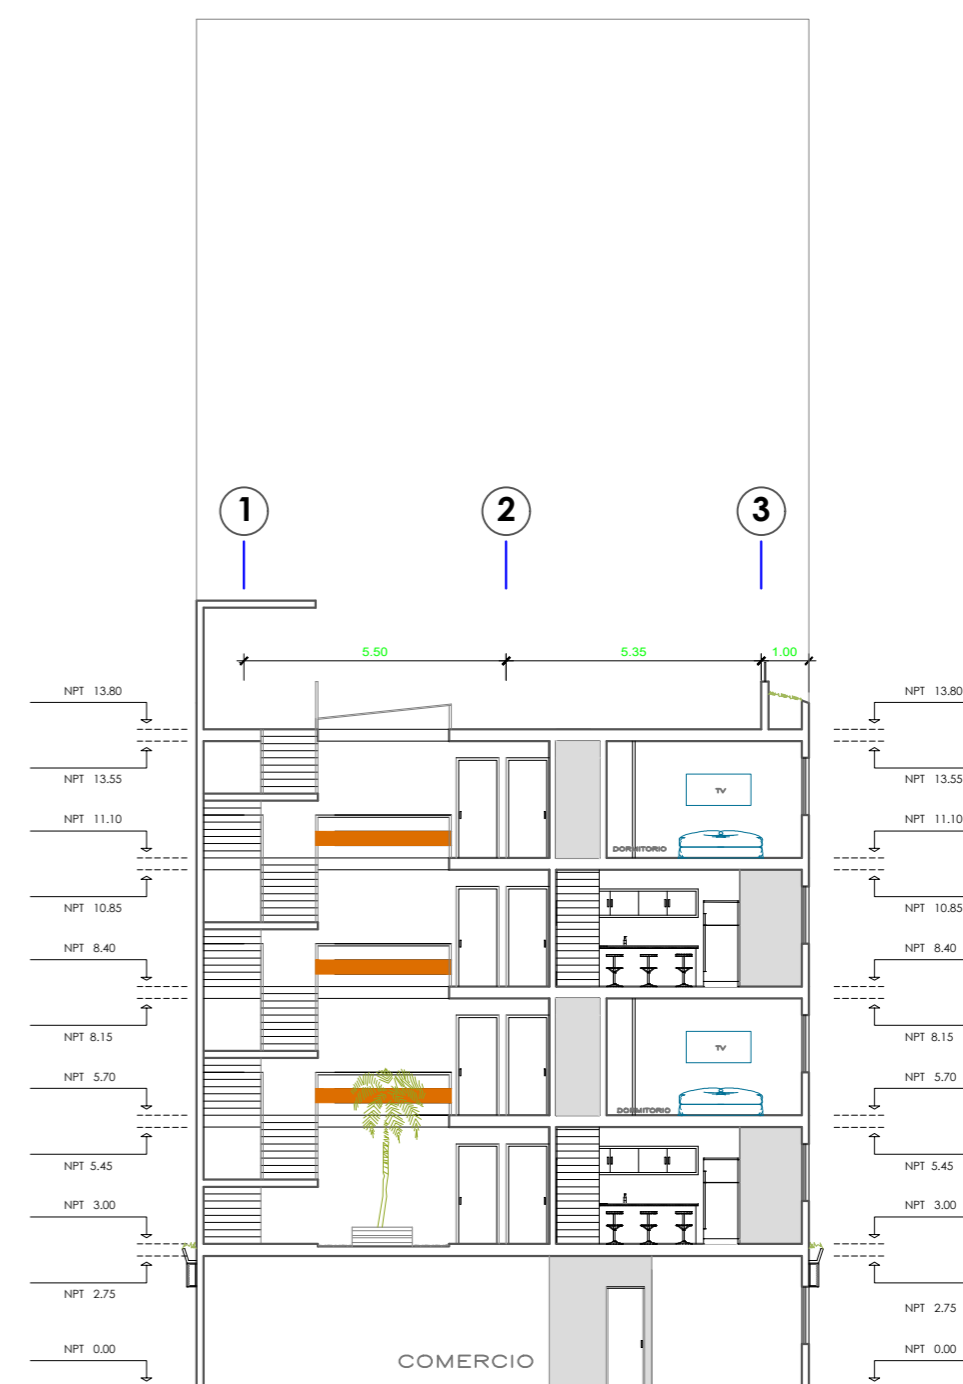 1 2 3
5.50 5.35 1.00
NPT 13.80 NPT 13.80
NPT 13.55 TV NPT 13.55
NPT 11.10 NPT 11.10
DORMITORIO
NPT 10.85 NPT 10.85
NPT 8.40 NPT 8.40
NPT 8.15 TV NPT 8.15
NPT 5.70 NPT 5.70
DORMITORIO
NPT 5.45 NPT 5.45
NPT 3.00 NPT 3.00
NPT 2.75 NPT 2.75
NPT 0.00 COMERCIO NPT 0.00